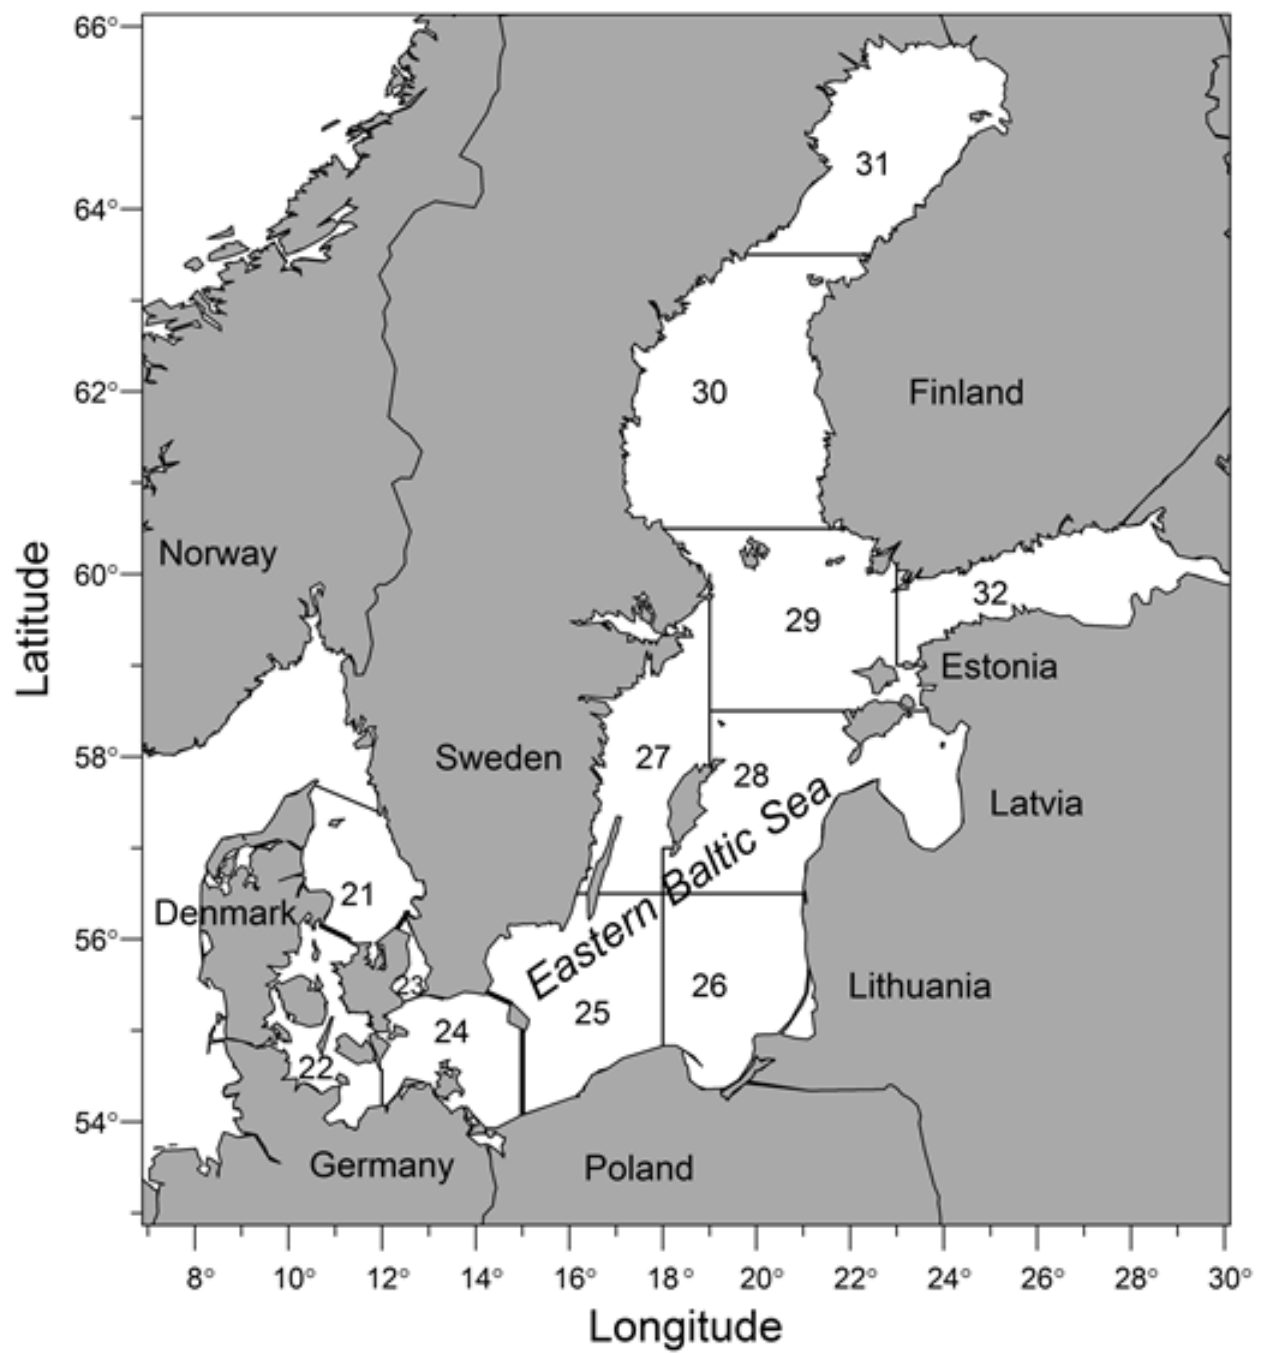 66°
64°
62°
60°
58°
56°
54°
Latitude
31
30
Finland
Norway
32
29
Estonia
Sweden
27
28
Latvia
Eastern Baltic Sea
21
Denmark
23
26
Lithuania
25
24
22
Germany
Poland
8° 10° 12° 14° 16° 18° 20° 22° 24° 26° 28° 30°
Longitude